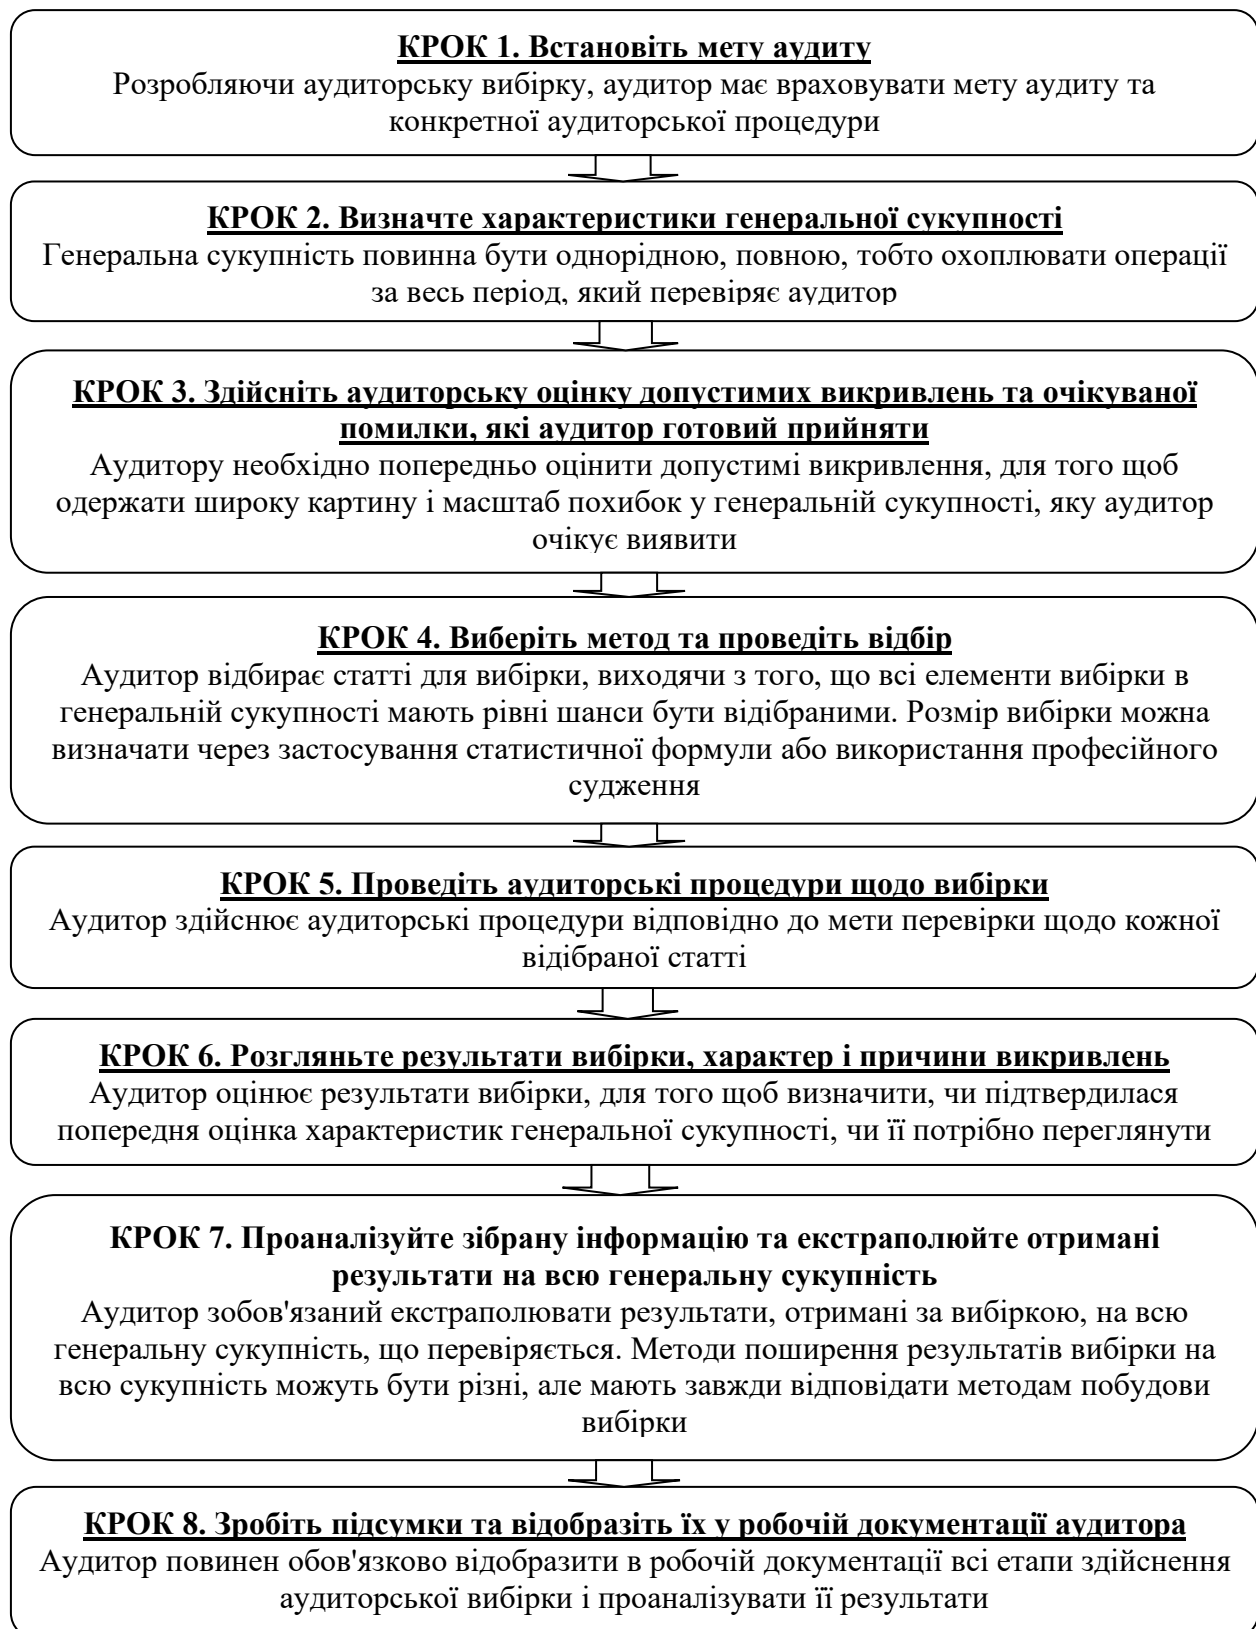 КРОК 1. Встановіть мету аудиту
Розробляючи аудиторську вибірку, аудитор має враховувати мету аудиту та
конкретної аудиторської процедури
КРОК 2. Визначте характеристики генеральної сукупності
Генеральна сукупність повинна бути однорідною, повною, тобто охоплювати операції
за весь період, який перевіряє аудитор
КРОК 3. Здійсніть аудиторську оцінку допустимих викривлень та очікуваної
помилки, які аудитор готовий прийняти
Аудитору необхідно попередньо оцінити допустимі викривлення, для того щоб
одержати широку картину і масштаб похибок у генеральній сукупності, яку аудитор
очікує виявити
КРОК 4. Виберіть метод та проведіть відбір
Аудитор відбирає статті для вибірки, виходячи з того, що всі елементи вибірки в
генеральній сукупності мають рівні шанси бути відібраними. Розмір вибірки можна
визначати через застосування статистичної формули або використання професійного
судження
КРОК 5. Проведіть аудиторські процедури щодо вибірки
Аудитор здійснює аудиторські процедури відповідно до мети перевірки щодо кожної
відібраної статті
КРОК 6. Розгляньте результати вибірки, характер і причини викривлень
Аудитор оцінює результати вибірки, для того щоб визначити, чи підтвердилася
попередня оцінка характеристик генеральної сукупності, чи її потрібно переглянути
КРОК 7. Проаналізуйте зібрану інформацію та екстраполюйте отримані
результати на всю генеральну сукупність
Аудитор зобов'язаний екстраполювати результати, отримані за вибіркою, на всю
генеральну сукупність, що перевіряється. Методи поширення результатів вибірки на
всю сукупність можуть бути різні, але мають завжди відповідати методам побудови
вибірки
КРОК 8. Зробіть підсумки та відобразіть їх у робочій документації аудитора
Аудитор повинен обов'язково відобразити в робочій документації всі етапи здійснення
аудиторської вибірки і проаналізувати її результати